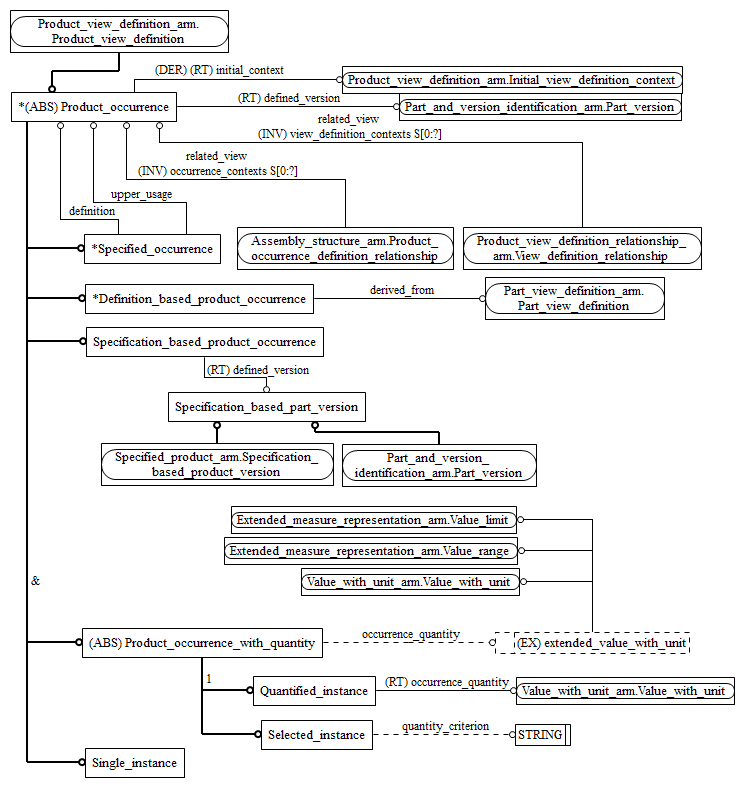 Product_view_definition_arm.
Product_view_definition
(DER) (RT) initial_context
Product_view_definition_arm.Initial_view_definition_context
*(ABS) Product_occurrence
(RT) defined_version
Part_and_version_identification_arm.Part_version
related_view
(INV) view_definition_contexts S[0:?]
related_view
(INV) occurrence_contexts S[0:?]
upper_usage
definition
*Specified_occurrence
Assembly_structure_arm.Product_
occurrence_definition_relationship
Product_view_definition_relationship_
arm.View_definition_relationship
*Definition_based_product_occurrence
derived_from
Part_view_definition_arm.
Part_view_definition
Specification_based_product_occurrence
(RT) defined_version
Specification_based_part_version
Specified_product_arm.Specification_
based_product_version
Part_and_version_
identification_arm.Part_version
Extended_measure_representation_arm.Value_limit
Extended_measure_representation_arm.Value_range
Value_with_unit_arm.Value_with_unit
&
(ABS) Product_occurrence_with_quantity
occurrence_quantity
(EX) extended_value_with_unit
1
Quantified_instance
(RT) occurrence_quantity
Value_with_unit_arm.Value_with_unit
Selected_instance
quantity_criterion
STRING
Single_instance